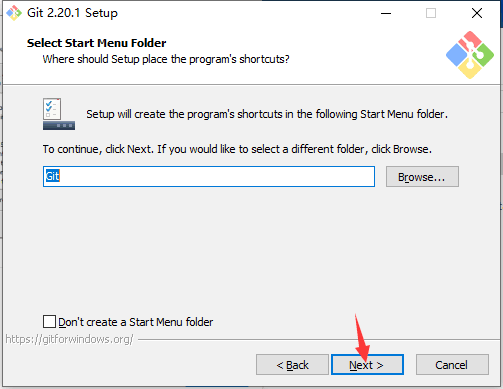 Git 2.20.1 Setup
Select Start Menu Folder
Where should Setup place the program's shortcuts?
Setup will create the program's shortcuts in the following Start Menu folder.
To continue, click Next. If you would like to select a different folder, click Browse.
Git
Browse...
Don't create a Start Menu folder
https://gitforwindows.org/
< Back
Next >
Cancel